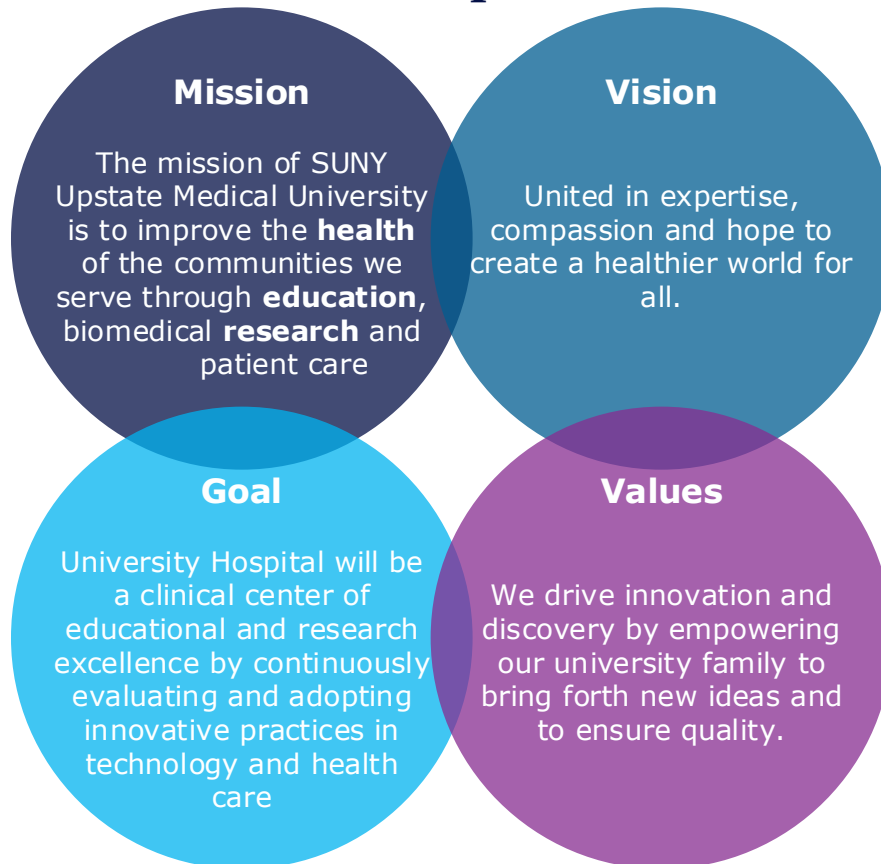 Mission
The mission of SUNY
Upstate Medical University
is to improve the health
of the communities we
serve through education,
biomedical research and
patient care
Vision
United in expertise,
compassion and hope to
create a healthier world for
all.
Goal
University Hospital will be
a clinical center of
educational and research
excellence by continuously
evaluating and adopting
innovative practices in
technology and health
care
Values
We drive innovation and
discovery by empowering
our university family to
bring forth new ideas and
to ensure quality.